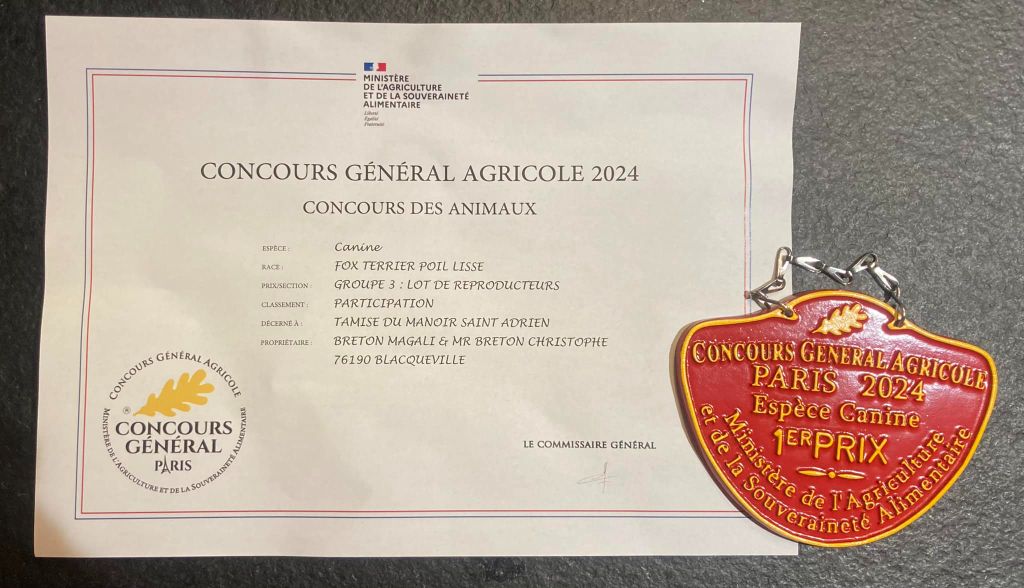 MINISTÈRE
DE L'AGRICULTURE
ET DE LA SOUVERAINETÉ
ALIMENTAIRE
Liberté
Égalité
Fraternité
CONCOURS GÉNÉRAL AGRICOLE 2024
CONCOURS DES ANIMAUX
ESPÈCE : Canine
RACE : FOX TERRIER POIL LISSE
PRIX/SECTION : GROUPE 3 : LOT DE REPRODUCTEURS
CLASSEMENT : PARTICIPATION
DÉCERNÉ À : TAMISE DU MANOIR SAINT ADRIEN
PROPRIÉTAIRE : BRETON MAGALI & MR BRETON CHRISTOPHE
76190 BLACQUEVILLE
CONCOURS GÉNÉRAL AGRICOLE
®
CONCOURS
GÉNÉRAL
PARIS
MINISTÈRE DE L'AGRICULTURE ET DE LA SOUVERAINETÉ ALIMENTAIRE
LE COMMISSAIRE GÉNÉRAL
CONCOURS GENERAL AGRICOLE
PARIS 2024
Espèce Canine
1ER PRIX
Ministère de l'Agriculture
et de la Souveraineté Alimentaire